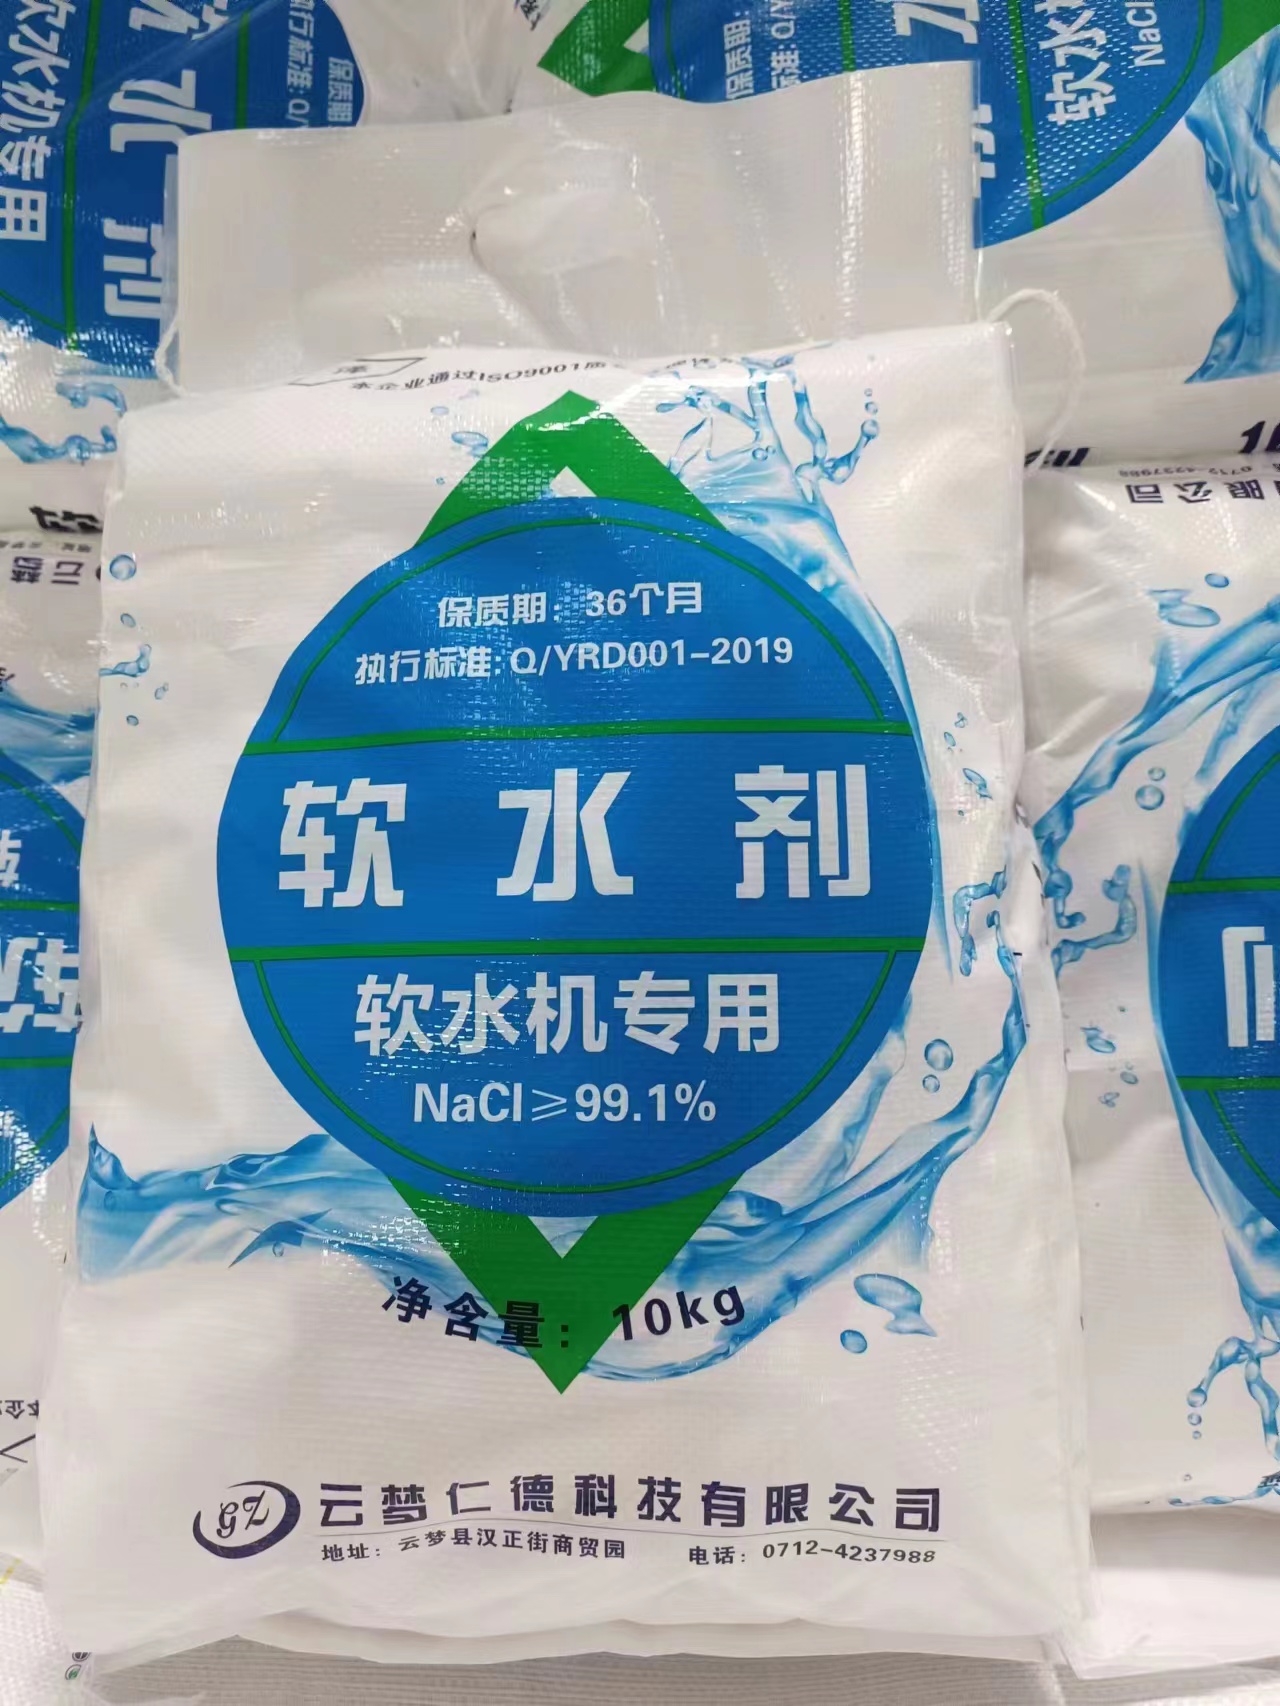 本企业通过ISO9001质
保质期：36个月
执行标准：Q/YRD001-2019
软水剂
软水机专用
NaCl≥99.1%
净含量：10kg
GZ 云梦仁德科技有限公司
地址：云梦县汉正街商贸园 电话：0712-4237988